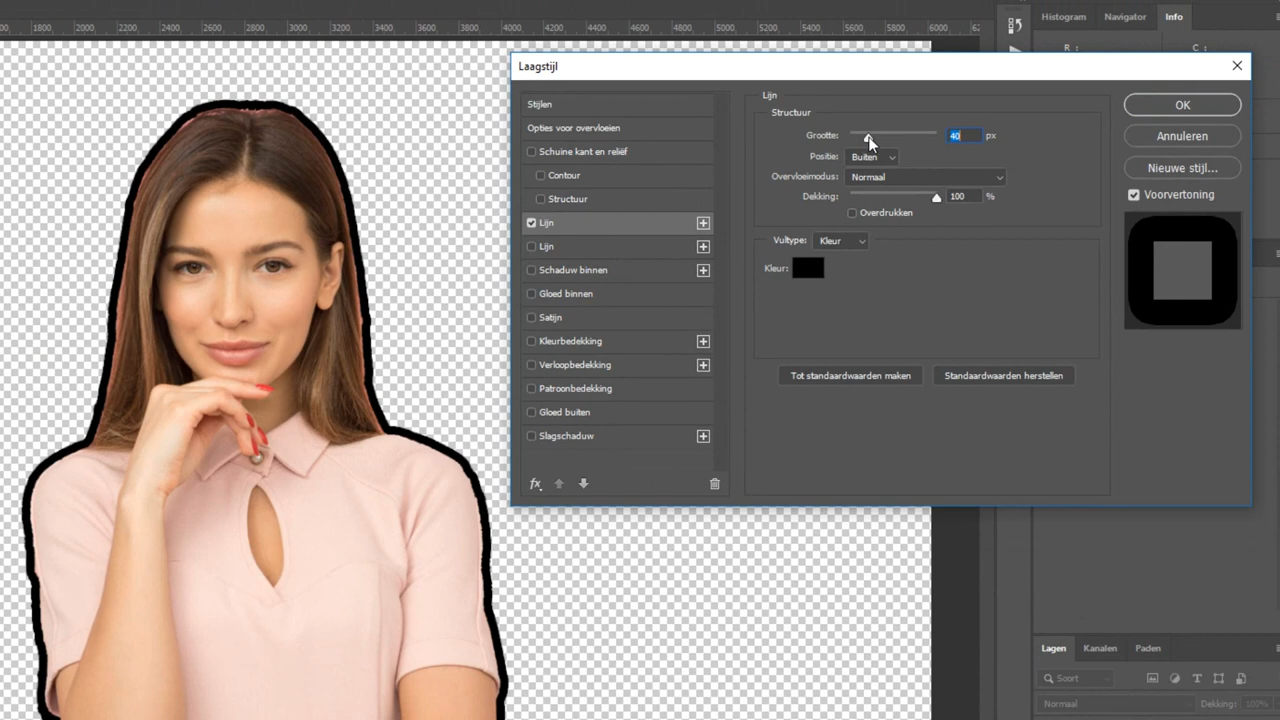 Histogram Navigator Info
1800 2000 2200 2400 2600 2800 3000 3200 3400 3600 3800 4000 4200 4400 4600 4800 5000 5200 5400 5600 5800 6000
R : C :
Laagstijl
Stijlen
Opties voor overvloeien
Schuine kant en reliëf
Contour
Structuur
Lijn
Lijn
Schaduw binnen
Gloed binnen
Satijn
Kleurbedekking
Verloopbedekking
Patroonbedekking
Gloed buiten
Slagschaduw
fx
Lijn
Structuur
Grootte: 40 px
Positie: Buiten
Overvloeimodus: Normaal
Dekking: 100 %
Overdrukken
Vultype: Kleur
Kleur:
Tot standaardwaarden maken Standaardwaarden herstellen
OK
Annuleren
Nieuwe stijl...
Voorvertoning
Lagen Kanalen Paden
Soort
Normaal Dekking: 100%